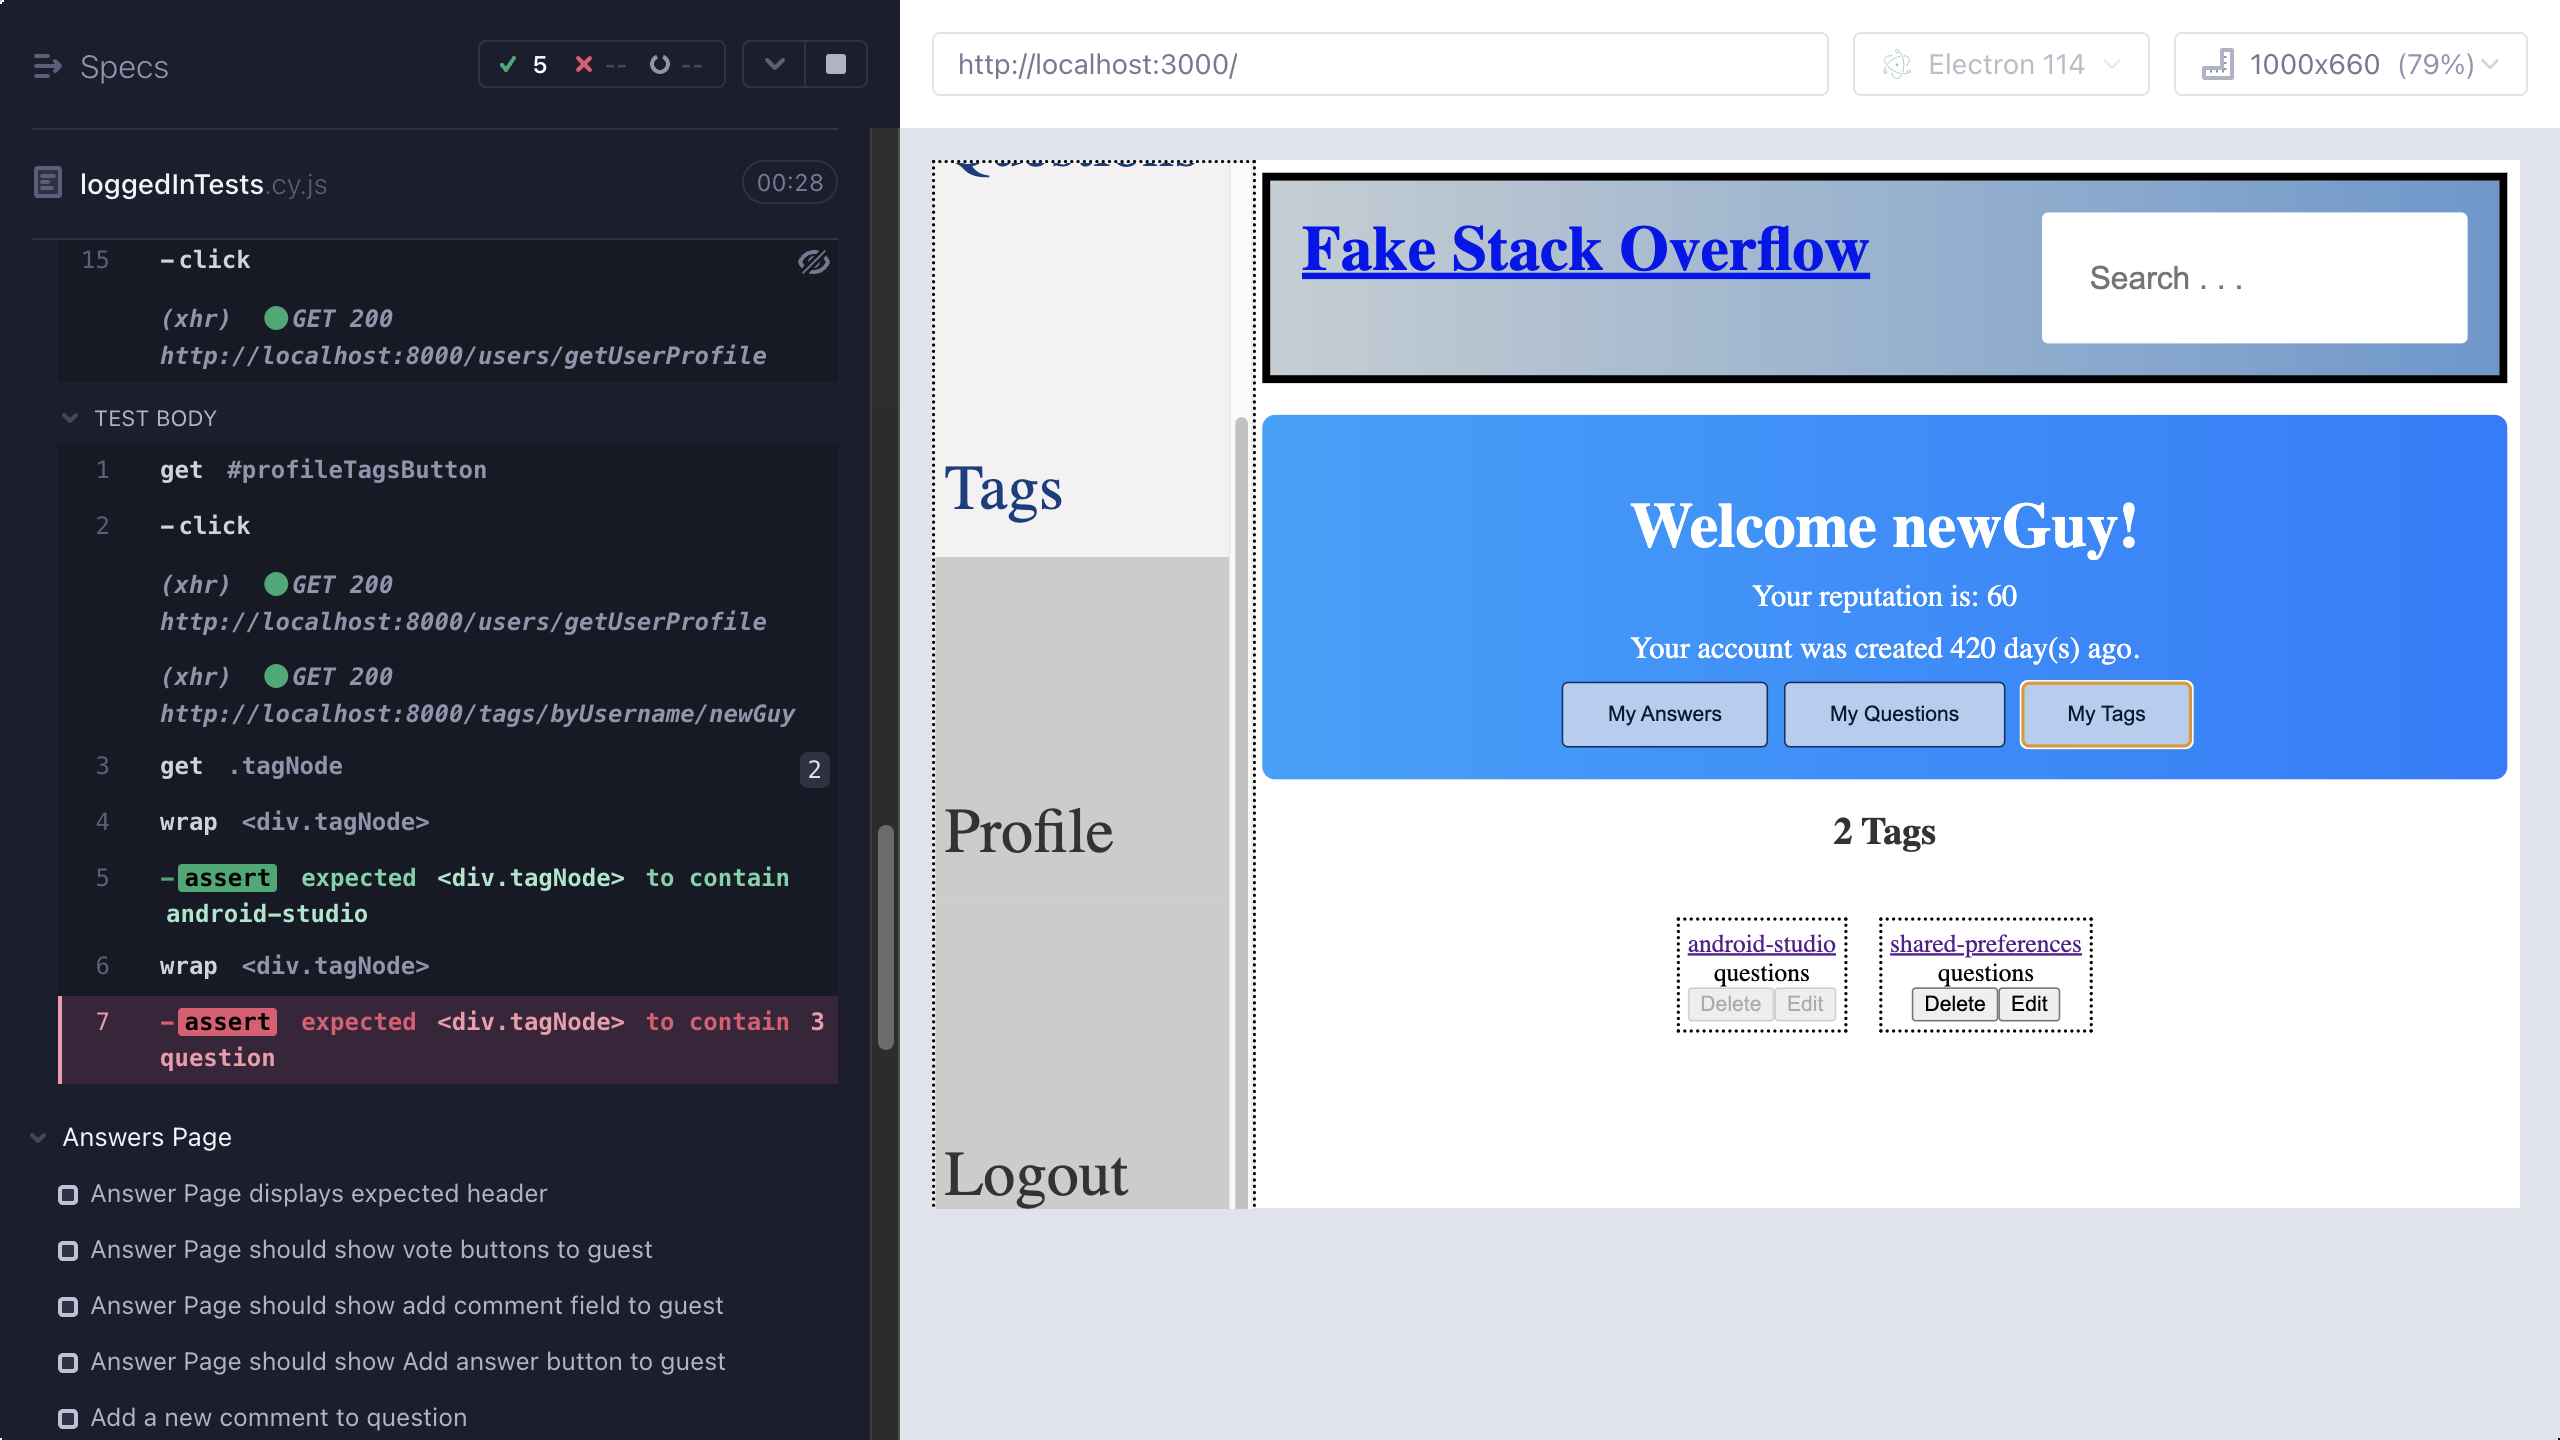 Specs
5 -- --
loggedInTests.cy.js 00:28
15 -click
(xhr) GET 200
http://localhost:8000/users/getUserProfile
TEST BODY
1 get #profileTagsButton
2 -click
(xhr) GET 200
http://localhost:8000/users/getUserProfile
(xhr) GET 200
http://localhost:8000/tags/byUsername/newGuy
3 get .tagNode 2
4 wrap <div.tagNode>
5 -assert expected <div.tagNode> to contain
android-studio
6 wrap <div.tagNode>
7 -assert expected <div.tagNode> to contain 3
question
Answers Page
Answer Page displays expected header
Answer Page should show vote buttons to guest
Answer Page should show add comment field to guest
Answer Page should show Add answer button to guest
Add a new comment to question
http://localhost:3000/
Electron 114
1000x660 (79%)
Questions
Tags
Profile
Logout
Fake Stack Overflow
Search . . .
Welcome newGuy!
Your reputation is: 60
Your account was created 420 day(s) ago.
My Answers My Questions My Tags
2 Tags
android-studio
questions
Delete Edit
shared-preferences
questions
Delete Edit